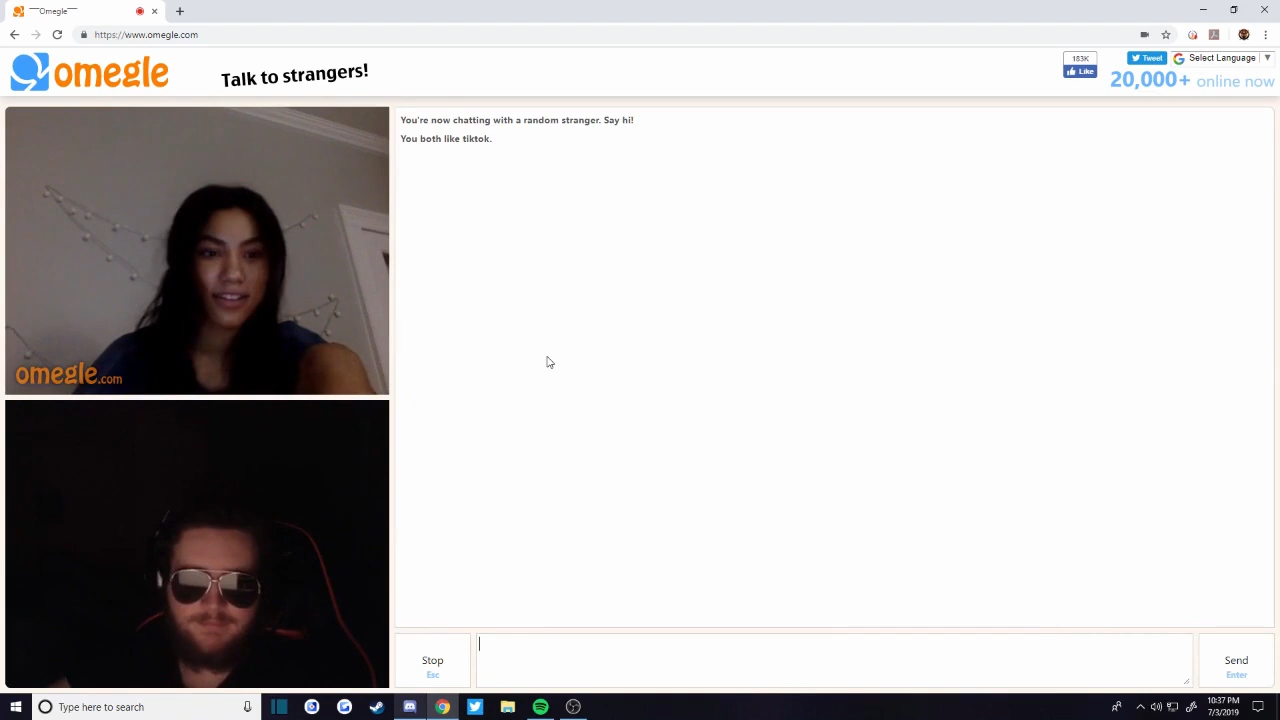 Omegle
https://www.omegle.com
omegle
Talk to strangers!
183K
Like
Tweet
Select Language
20,000+ online now
You're now chatting with a random stranger. Say hi!
You both like tiktok.
omegle.com
Stop
Esc
Send
Enter
Type here to search
10:37 PM
7/3/2019